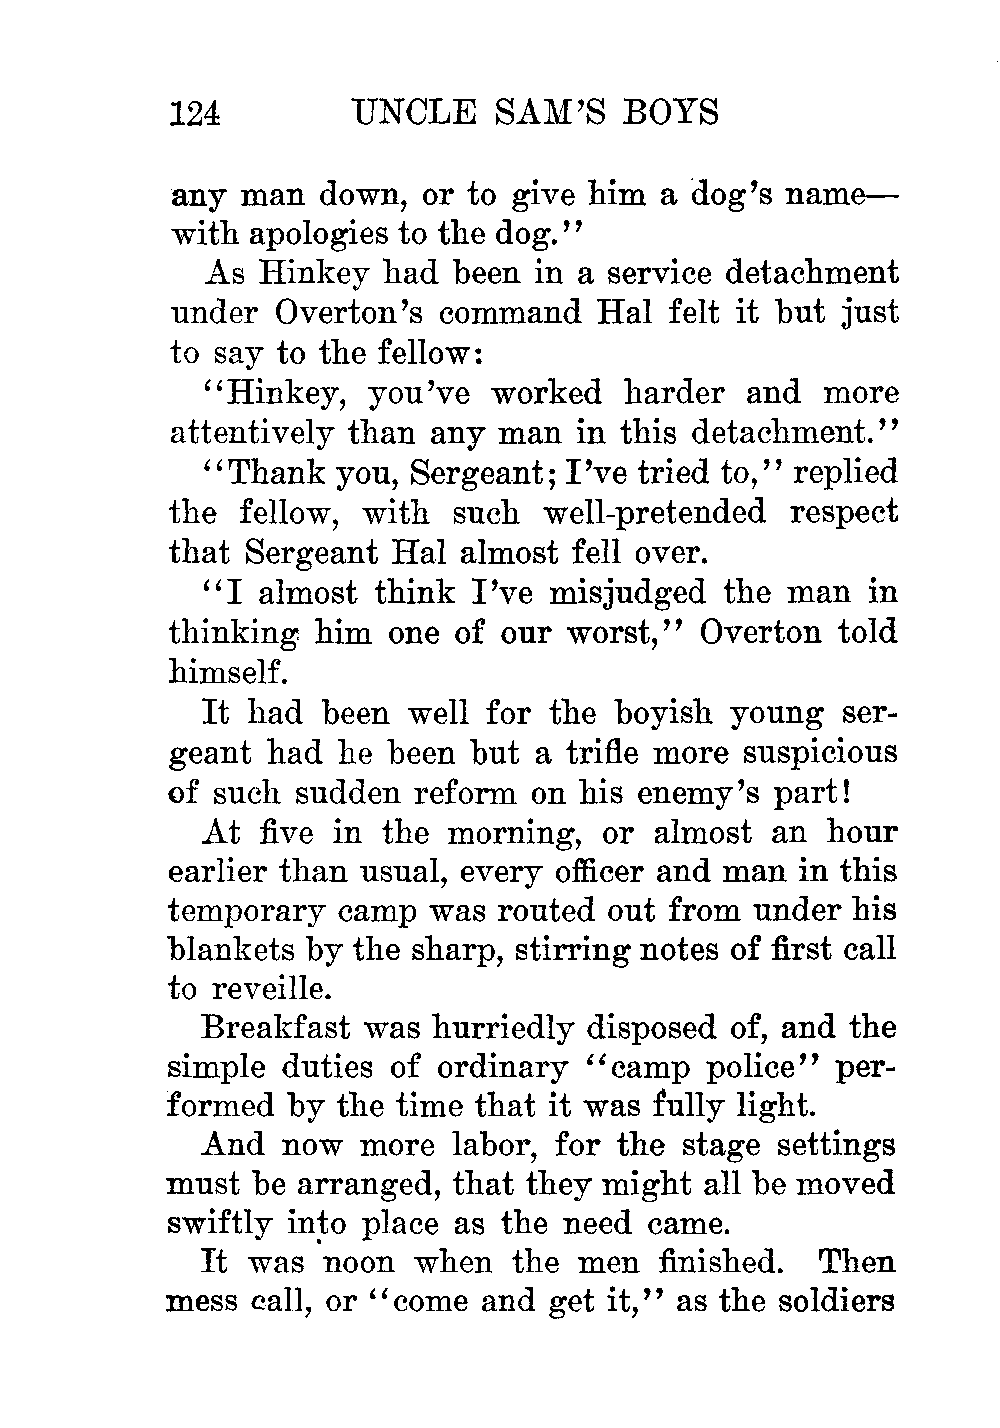 124 UNCLE SAM'S BOYS
any man down, or to give him a dog's name—
with apologies to the dog.''
As Hinkey had been in a service detachment
under Overton's command Hal felt it but just
to say to the fellow:
‘‘Hinkey, you've worked harder and more
attentively than any man in this detachment.''
‘‘Thank you, Sergeant; I've tried to,'' replied
the fellow, with such well-pretended respect
that Sergeant Hal almost fell over.
‘‘I almost think I've misjudged the man in
thinking him one of our worst,'' Overton told
himself.
It had been well for the boyish young ser-
geant had he been but a trifle more suspicious
of such sudden reform on his enemy's part!
At five in the morning, or almost an hour
earlier than usual, every officer and man in this
temporary camp was routed out from under his
blankets by the sharp, stirring notes of first call
to reveille.
Breakfast was hurriedly disposed of, and the
simple duties of ordinary ‘‘camp police'' per-
formed by the time that it was fully light.
And now more labor, for the stage settings
must be arranged, that they might all be moved
swiftly into place as the need came.
It was noon when the men finished. Then
mess call, or ‘‘come and get it,'' as the soldiers